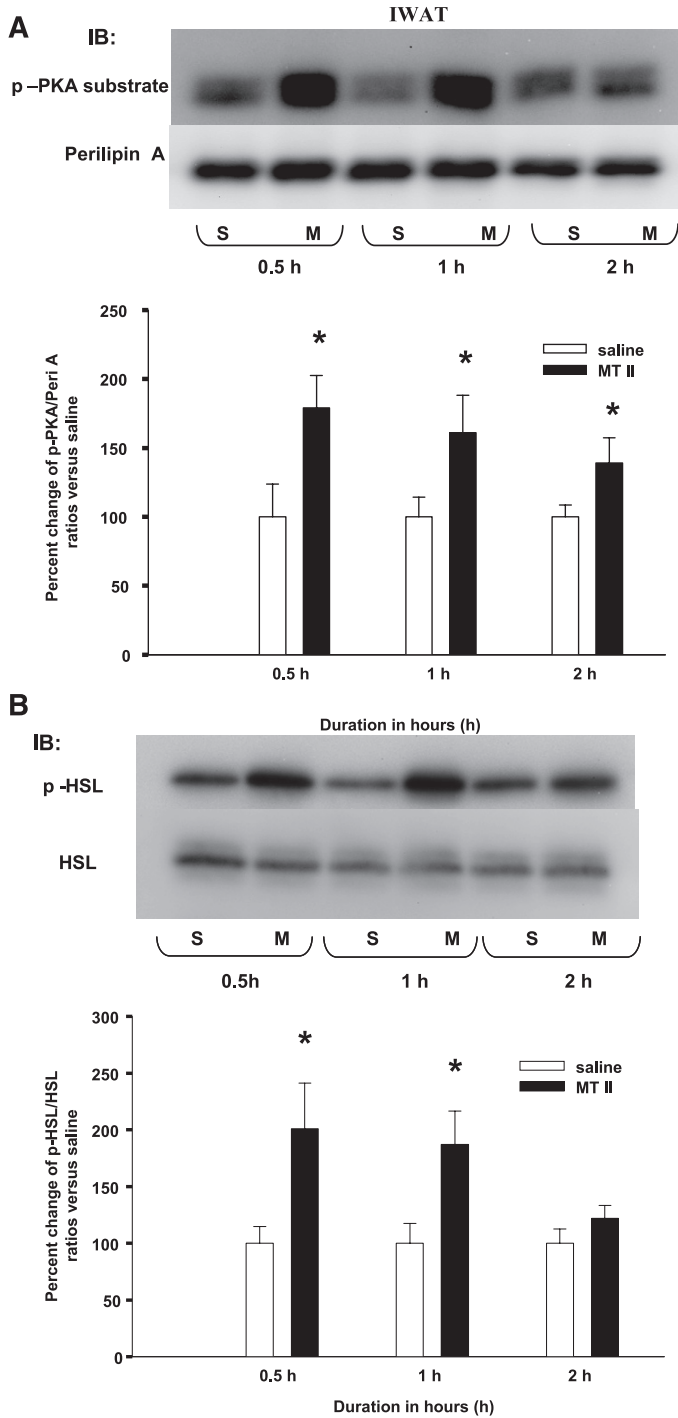 A
IWAT
IB:
p –PKA substrate
Perilipin A
S M S M S M
0.5 h 1 h 2 h
Percent change of p-PKA/Peri A
ratios versus saline
250
200
150
100
50
0
* * *
saline
MT II
0.5 h 1 h 2 h
Duration in hours (h)
B
IB:
p -HSL
HSL
S M S M S M
0.5h 1 h 2 h
Percent change of p-HSL/HSL
ratios versus saline
300
250
200
150
100
50
0
* *
saline
MT II
0.5 h 1 h 2 h
Duration in hours (h)